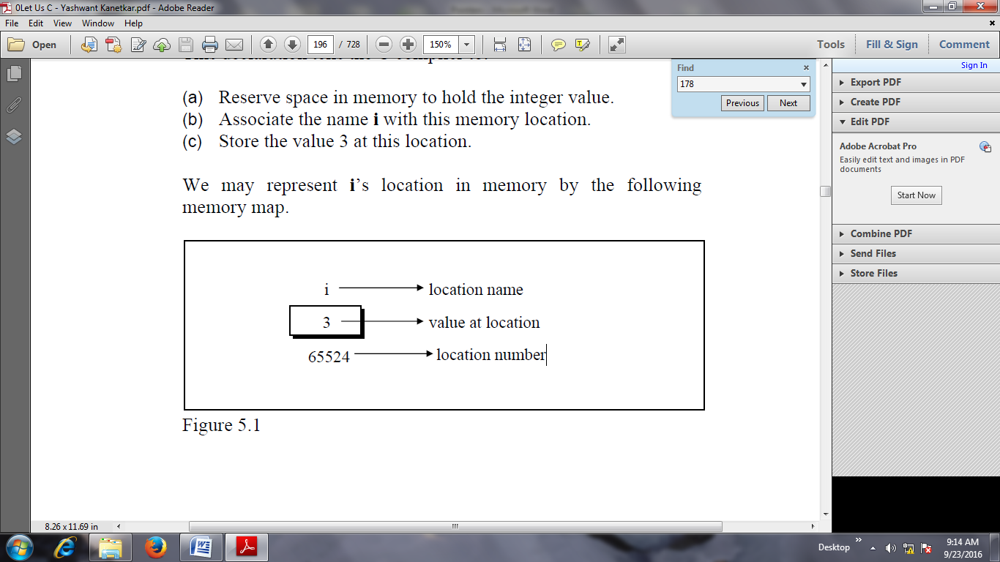 0Let Us C - Yashwant Kanetkar.pdf - Adobe Reader
File Edit View Window Help
Open 196 / 728 150% Tools Fill & Sign Comment
Sign In
Find
178
Previous Next
Export PDF
Create PDF
Edit PDF
Adobe Acrobat Pro
Easily edit text and images in PDF
documents
Start Now
Combine PDF
Send Files
Store Files
(a) Reserve space in memory to hold the integer value.
(b) Associate the name i with this memory location.
(c) Store the value 3 at this location.
We may represent i’s location in memory by the following
memory map.
i location name
3 value at location
65524 location number
Figure 5.1
8.26 x 11.69 in
Desktop
9:14 AM
9/23/2016